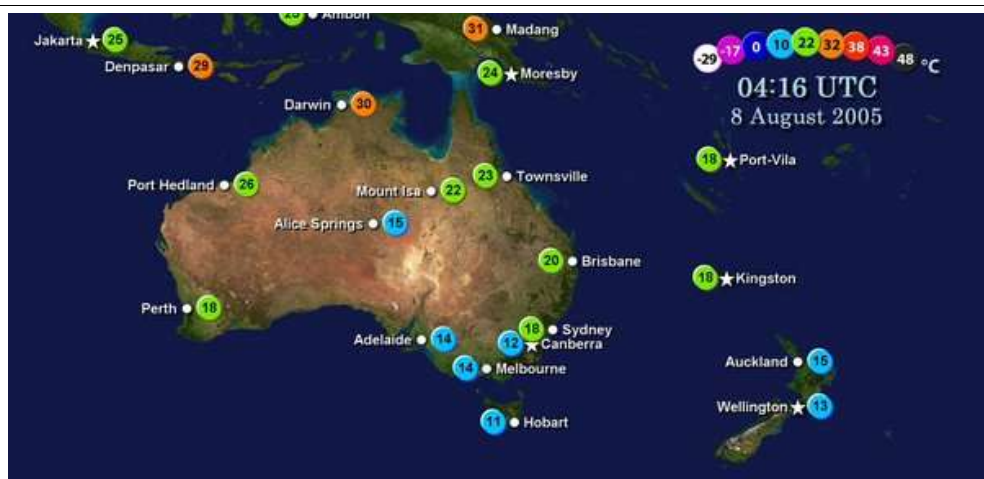 Ambon
31 Madang
Jakarta 25
-29 -17 0 10 22 32 38 43 48 °C
Denpasar 29
24 Moresby
04:16 UTC
8 August 2005
Darwin 30
18 Port-Vila
23 Townsville
Port Hedland 26
Mount Isa 22
Alice Springs 15
20 Brisbane
18 Kingston
Perth 18
18 Sydney
Adelaide 14
12 Canberra
Auckland 15
14 Melbourne
Wellington 13
11 Hobart